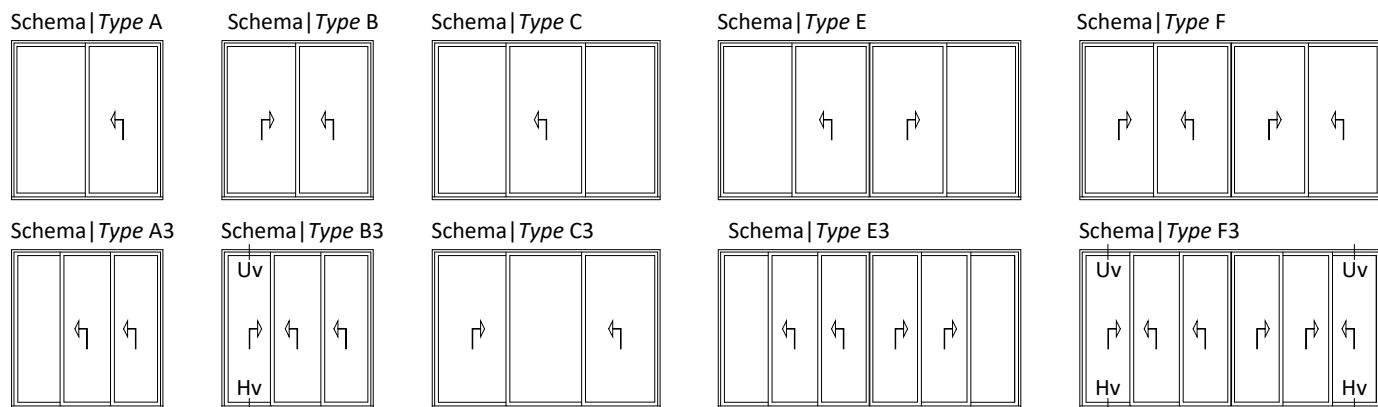 Schema|Type A
Schema|Type B
Schema|Type C
Schema|Type E
Schema|Type F
Schema|Type A3
Schema|Type B3
Schema|Type C3
Schema|Type E3
Schema|Type F3
Uv
Uv
Uv
Hv
Hv
Hv